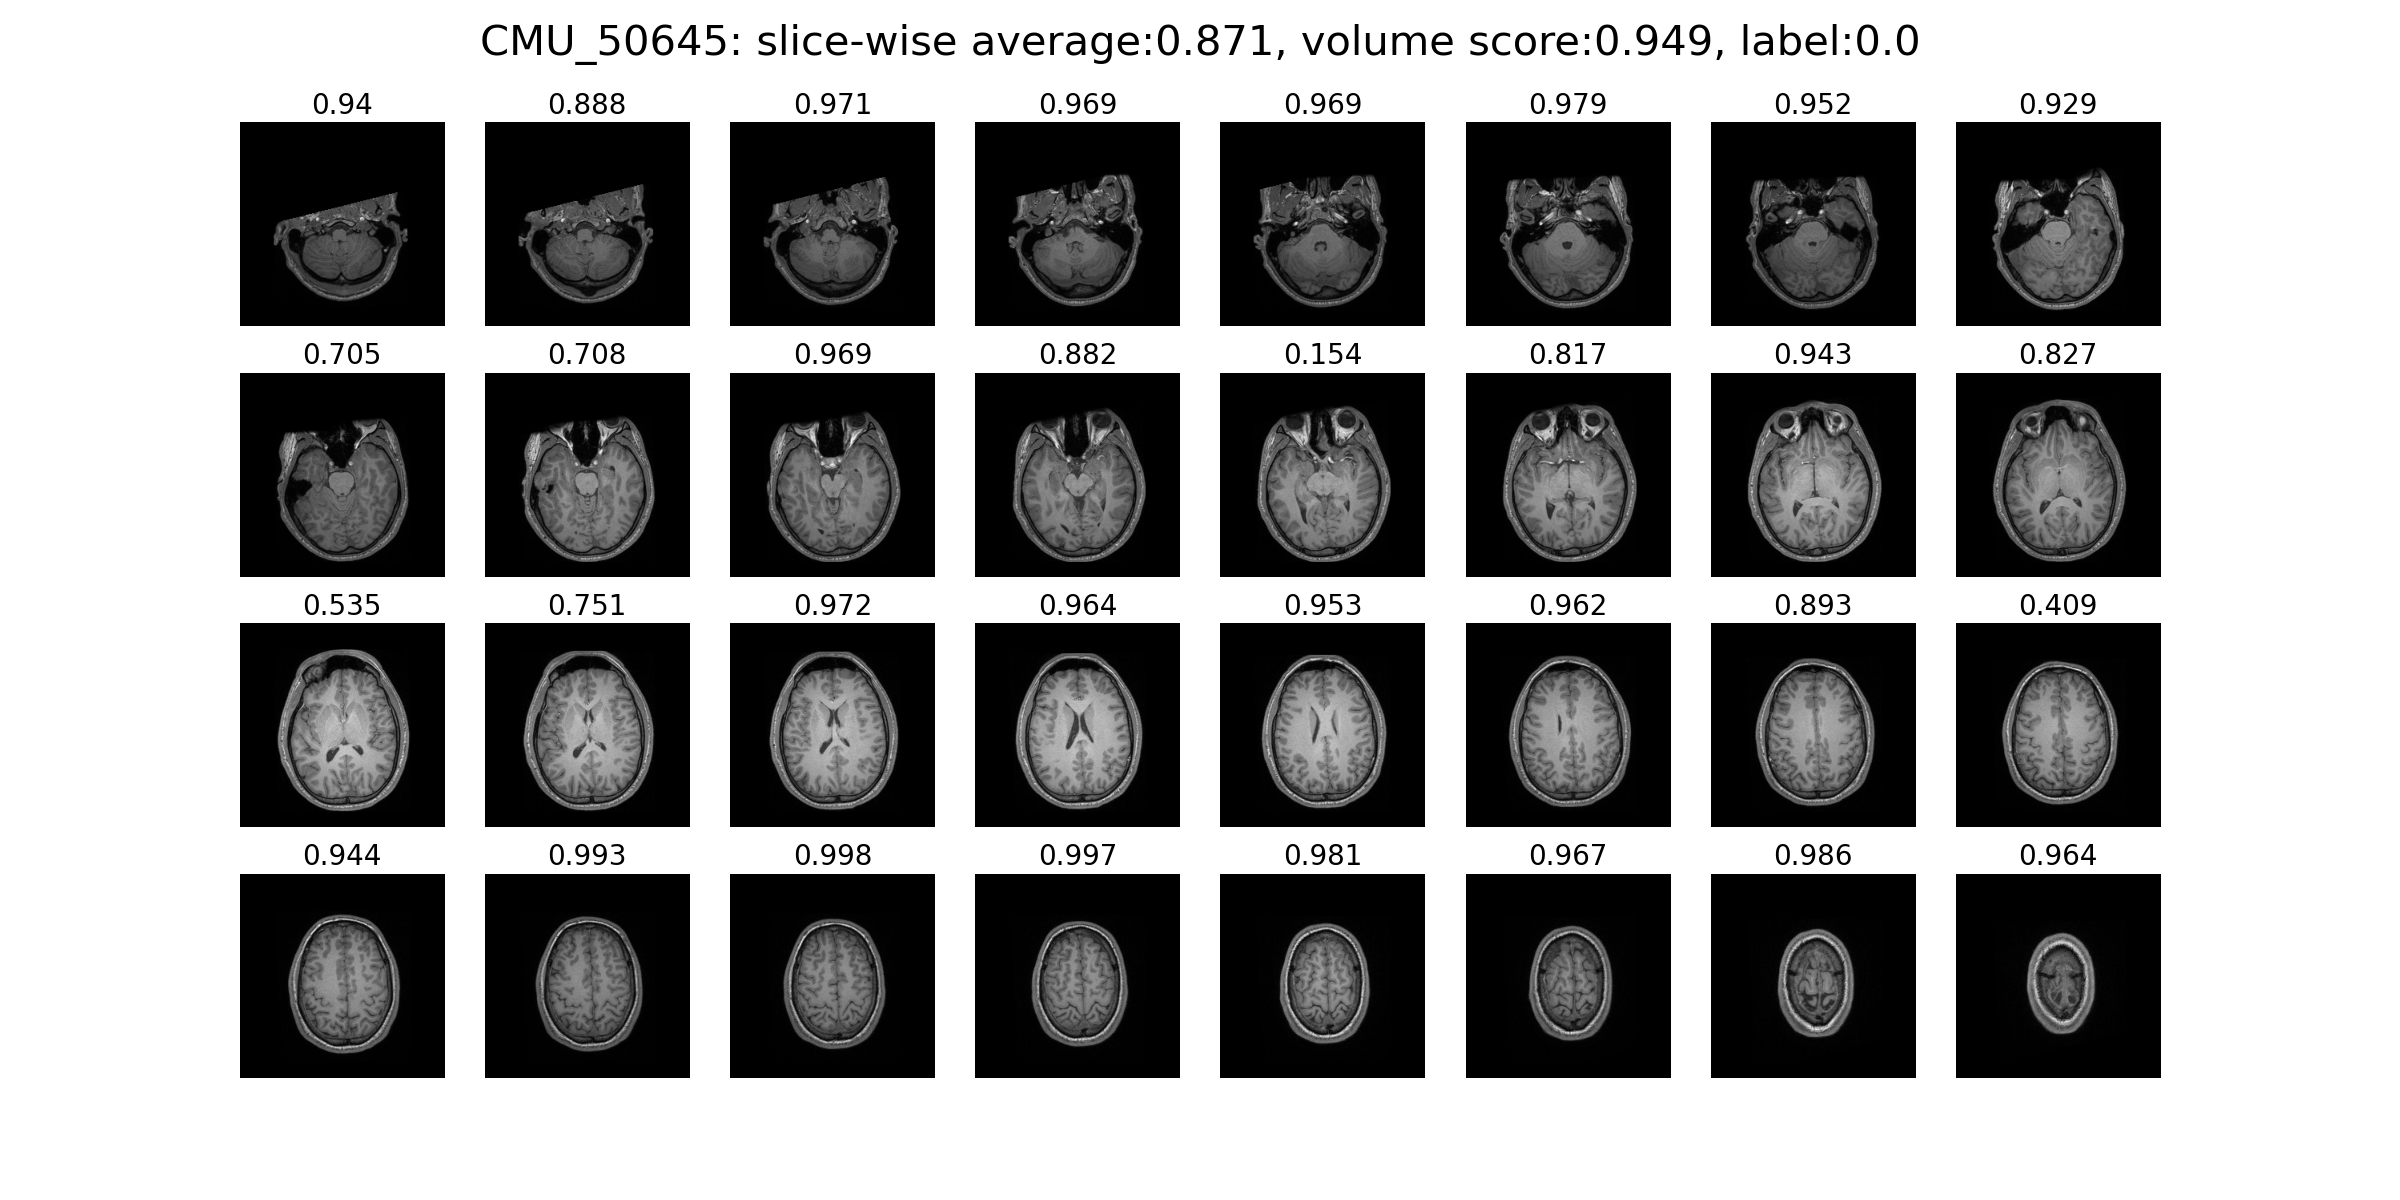 CMU_50645: slice-wise average:0.871, volume score:0.949, label:0.0
0.94 0.888 0.971 0.969 0.969 0.979 0.952 0.929
0.705 0.708 0.969 0.882 0.154 0.817 0.943 0.827
0.535 0.751 0.972 0.964 0.953 0.962 0.893 0.409
0.944 0.993 0.998 0.997 0.981 0.967 0.986 0.964